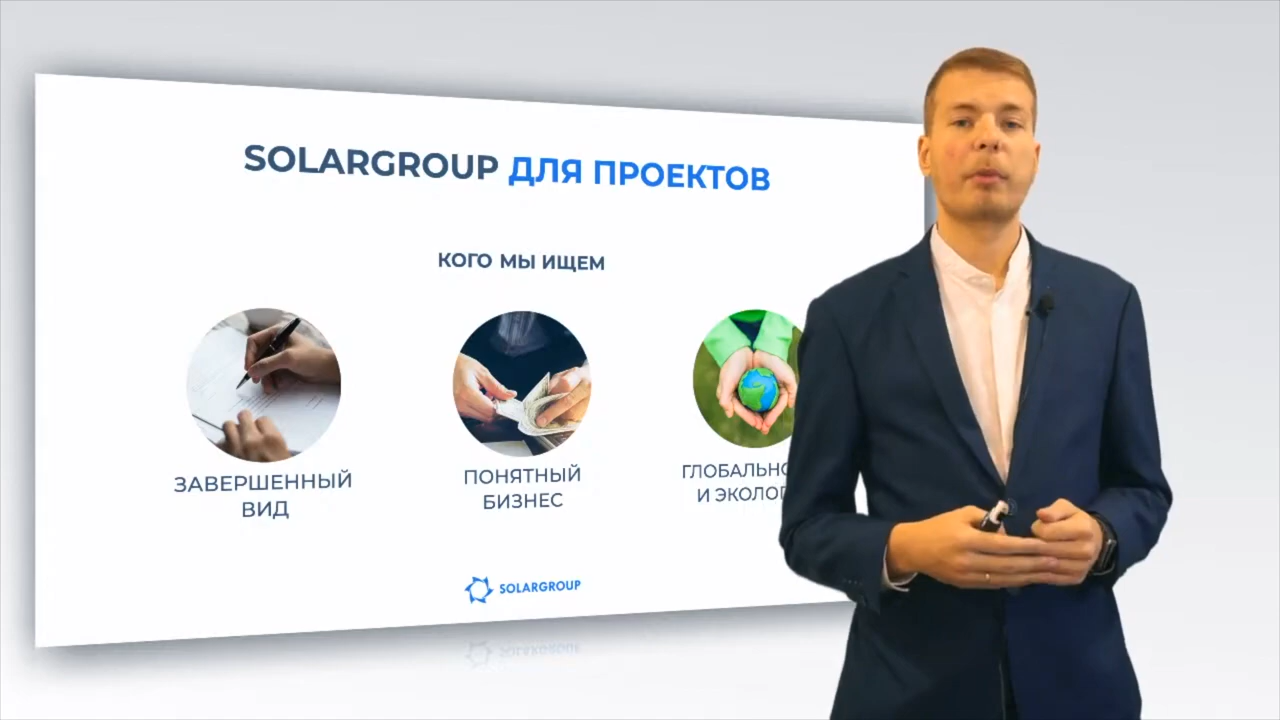 SOLARGROUP ДЛЯ ПРОЕКТОВ
КОГО МЫ ИЩЕМ
ЗАВЕРШЕННЫЙ
ВИД
ПОНЯТНЫЙ
БИЗНЕС
И
SOLARGROUP